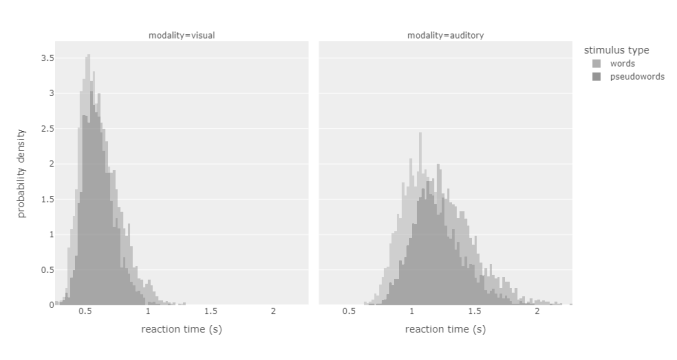 modality=visual
modality=auditory
stimulus type
words
pseudowords
probability density
3.5
3
2.5
2
1.5
1
0.5
0
0.5
1
1.5
2
0.5
1
1.5
2
reaction time (s)
reaction time (s)